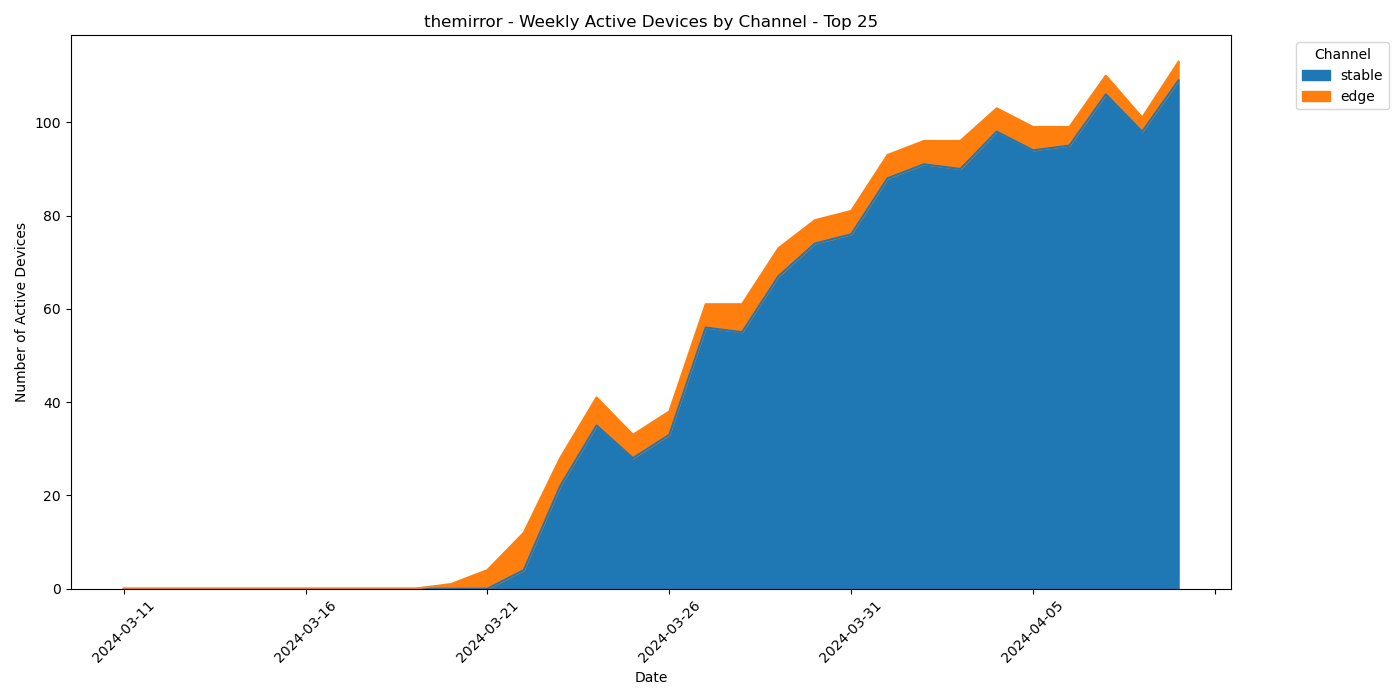 themirror - Weekly Active Devices by Channel - Top 25
Channel
stable
edge
Number of Active Devices
100
80
60
40
20
0
2024-03-11
2024-03-16
2024-03-21
2024-03-26
2024-03-31
2024-04-05
Date